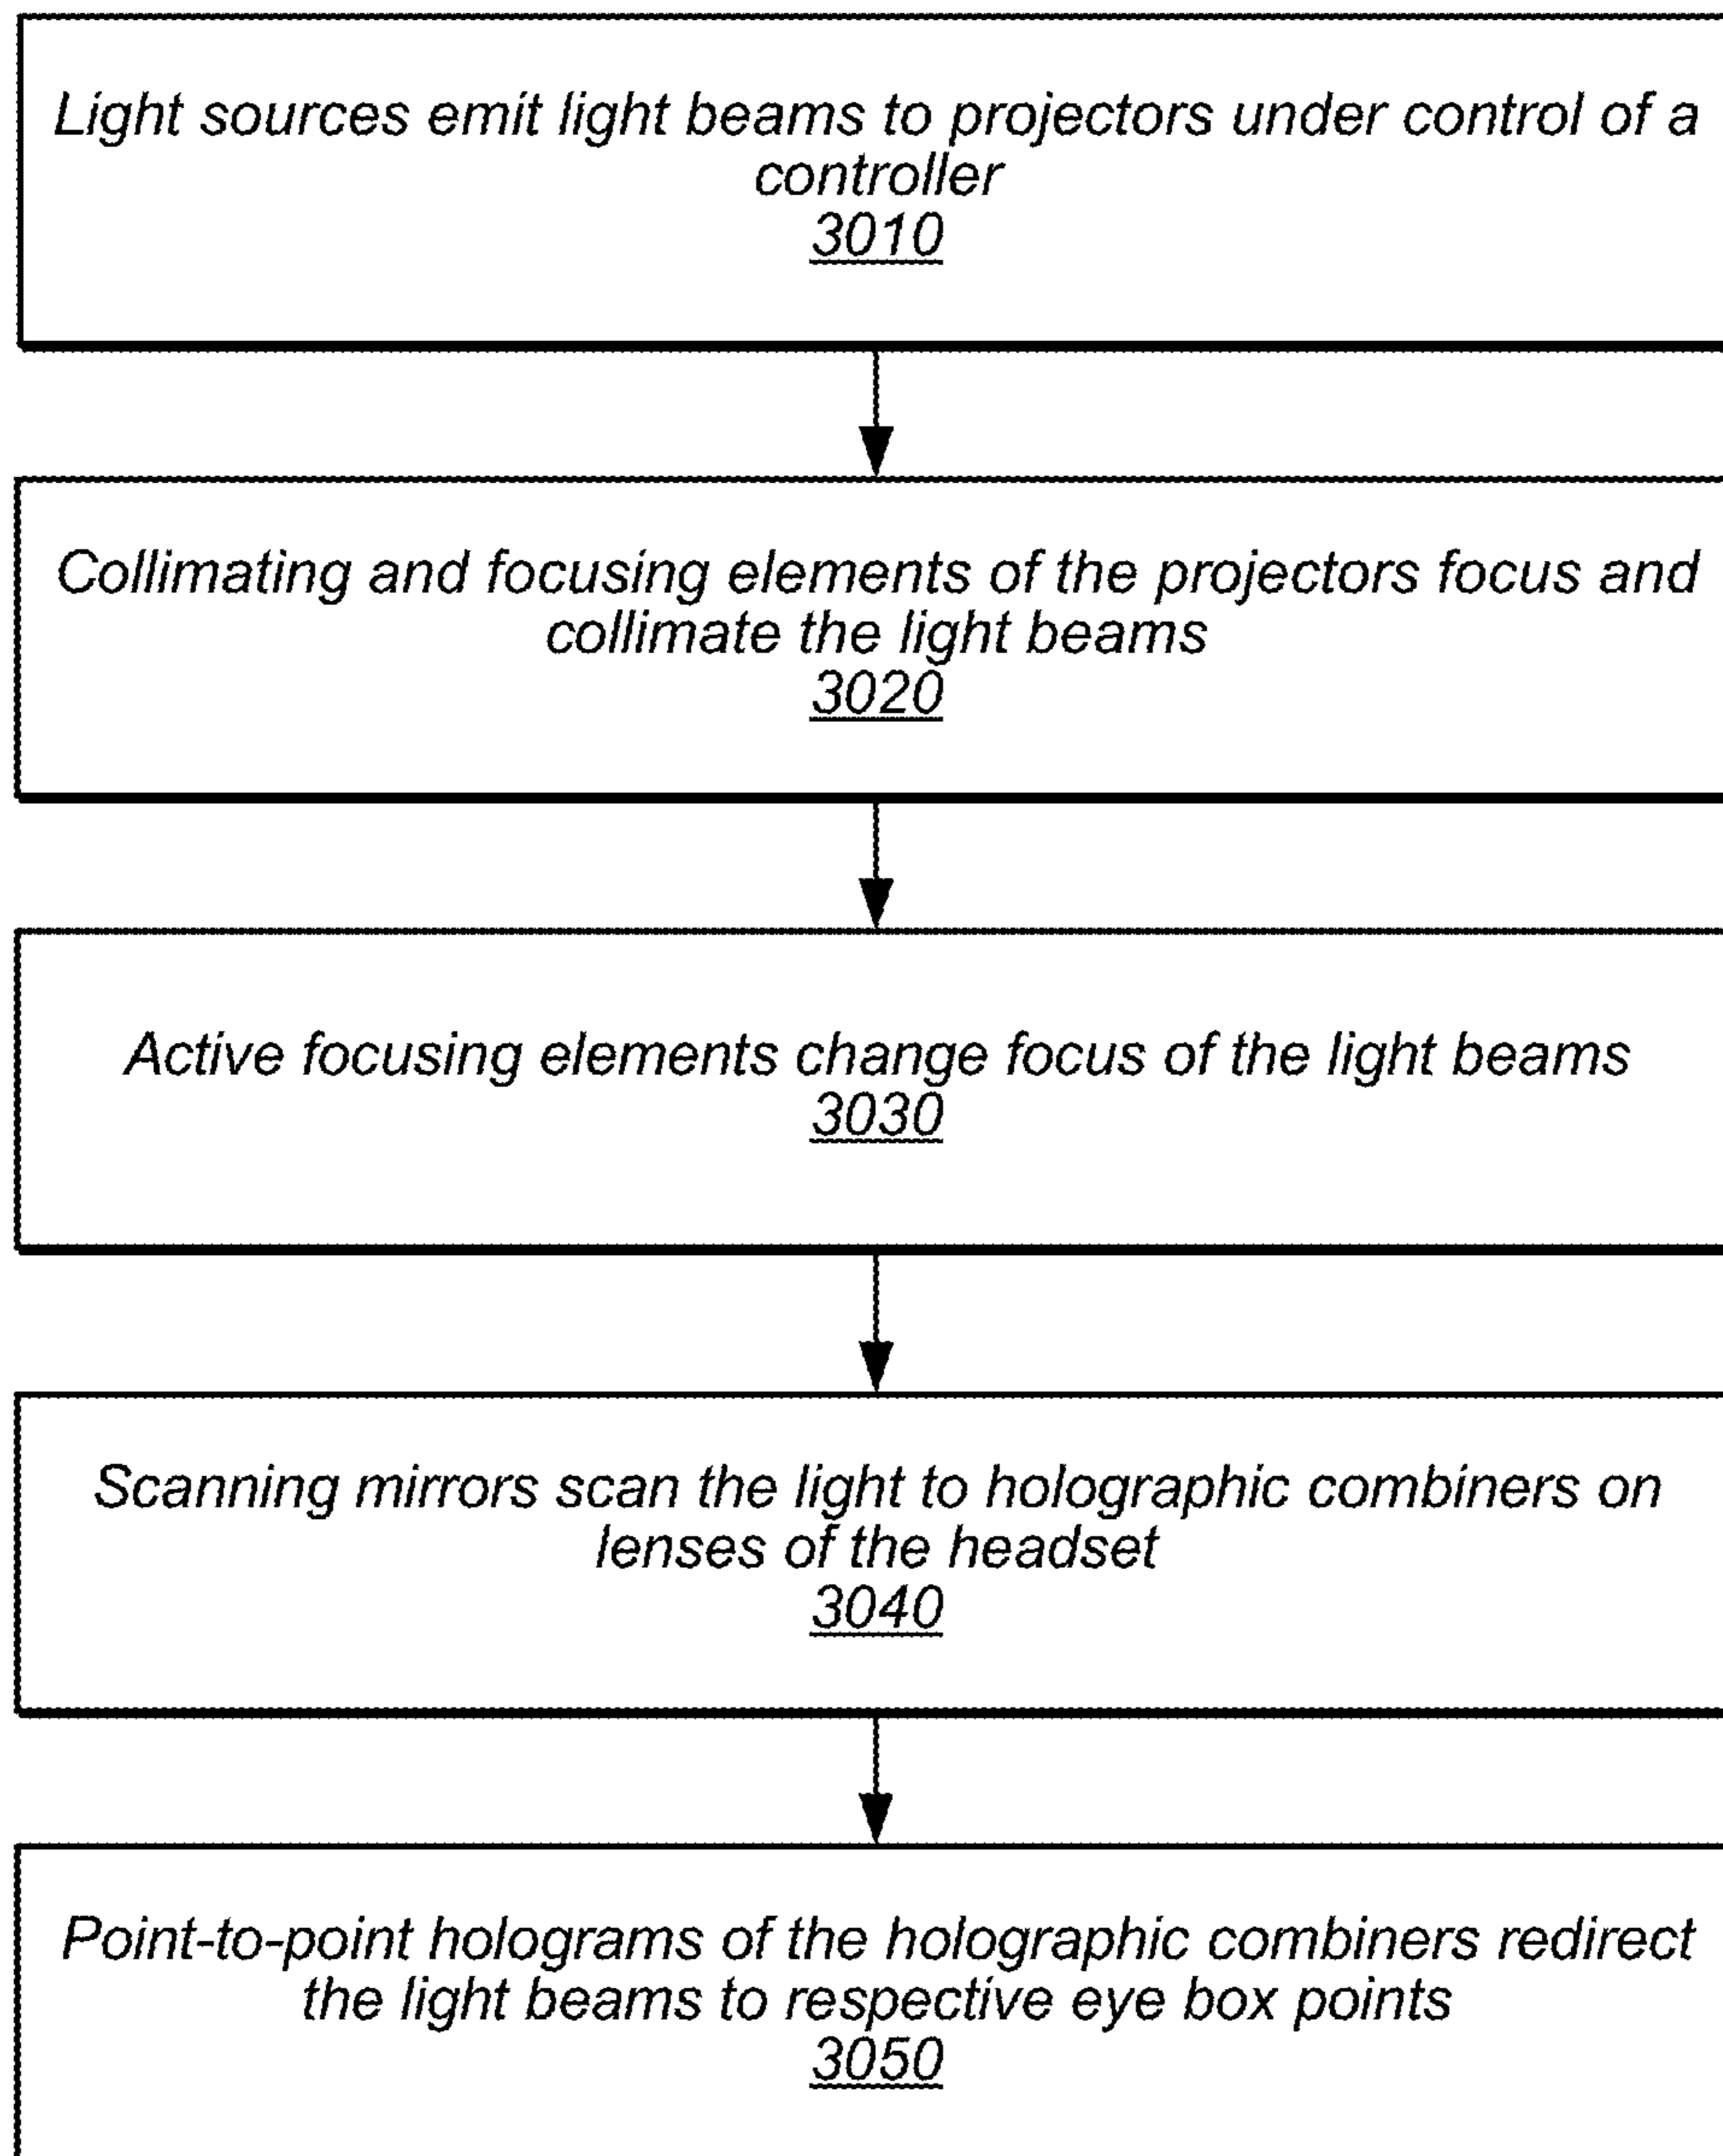 Light sources emit light beams to projectors under control of a
controller
3010
Collimating and focusing elements of the projectors focus and
collimate the light beams
3020
Active focusing elements change focus of the light beams
3030
Scanning mirrors scan the light to holographic combiners on
lenses of the headset
3040
Point-to-point holograms of the holographic combiners redirect
the light beams to respective eye box points
3050